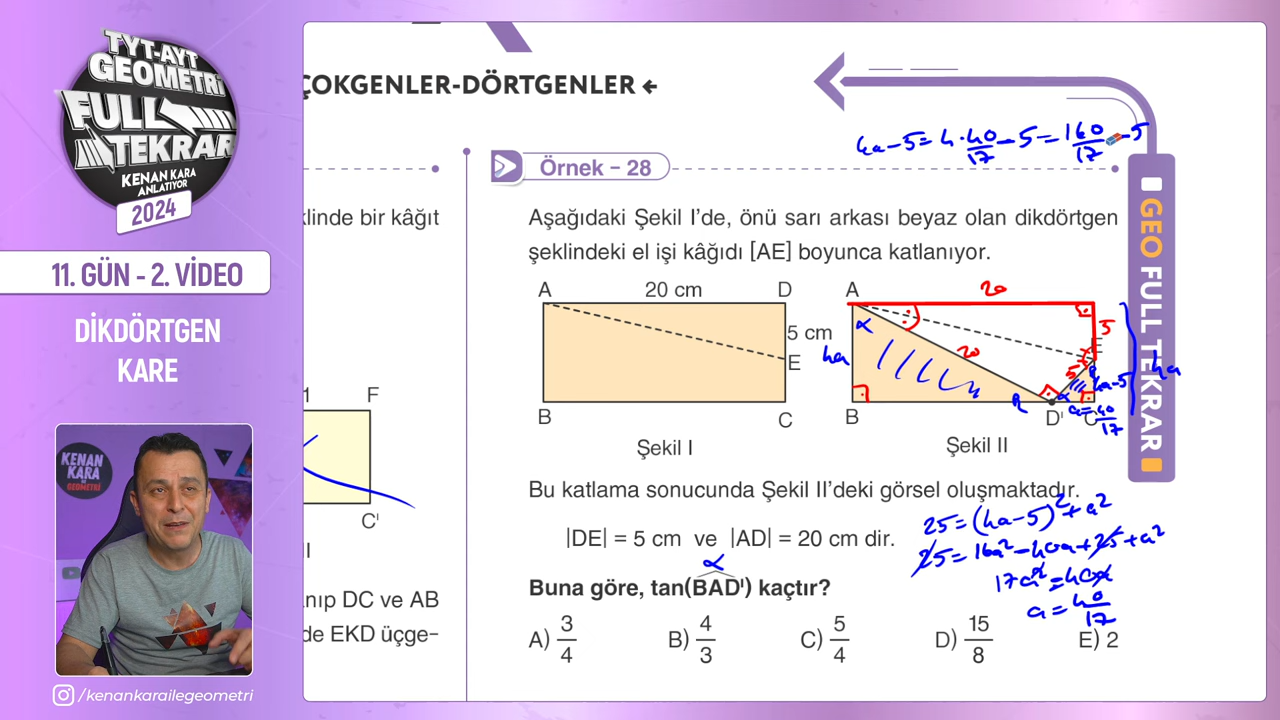 TYT-AYT
GEOMETRİ
FULL
TEKRAR
KENAN KARA
ANLATIYOR
2024
11. GÜN - 2. VİDEO
DİKDÖRTGEN
KARE
KENAN
KARA
GEOMETRİ
/kenankarailegeometri
ÇOKGENLER-DÖRTGENLER
klinde bir kâğıt
F
C'
nıp DC ve AB
de EKD üçge-
4a-5=4·40/17-5=160/17-5
Örnek – 28
Aşağıdaki Şekil I'de, önü sarı arkası beyaz olan dikdörtgen
şeklindeki el işi kâğıdı [AE] boyunca katlanıyor.
A 20 cm D
5 cm
E
B C
Şekil I
A 20
α
5
4a
20
E
5
4a-5
4a
α
B D' C
a=40/17
Şekil II
Bu katlama sonucunda Şekil II'deki görsel oluşmaktadır.
|DE| = 5 cm ve |AD| = 20 cm dir.
α
Buna göre, tan(BAD') kaçtır?
A) 3/4 B) 4/3 C) 5/4 D) 15/8 E) 2
25=(4a-5)²+a²
25=16a²-40a+25+a²
17a²=40a
a=40/17
GEO FULL TEKRAR